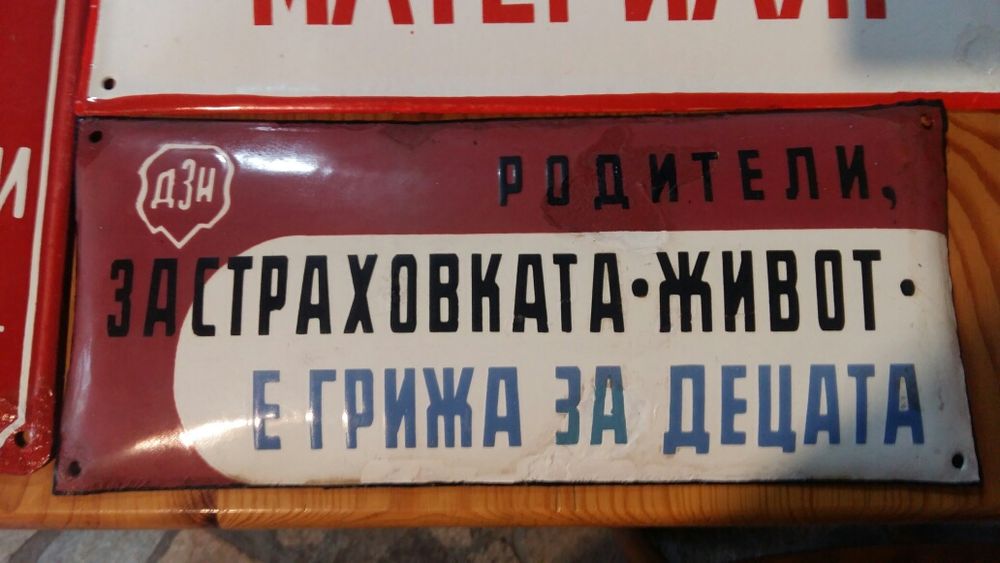 РОДИТЕЛИ,
ДЗИ
ЗАСТРАХОВКАТА•ЖИВОТ•
Е ГРИЖА ЗА ДЕЦАТА